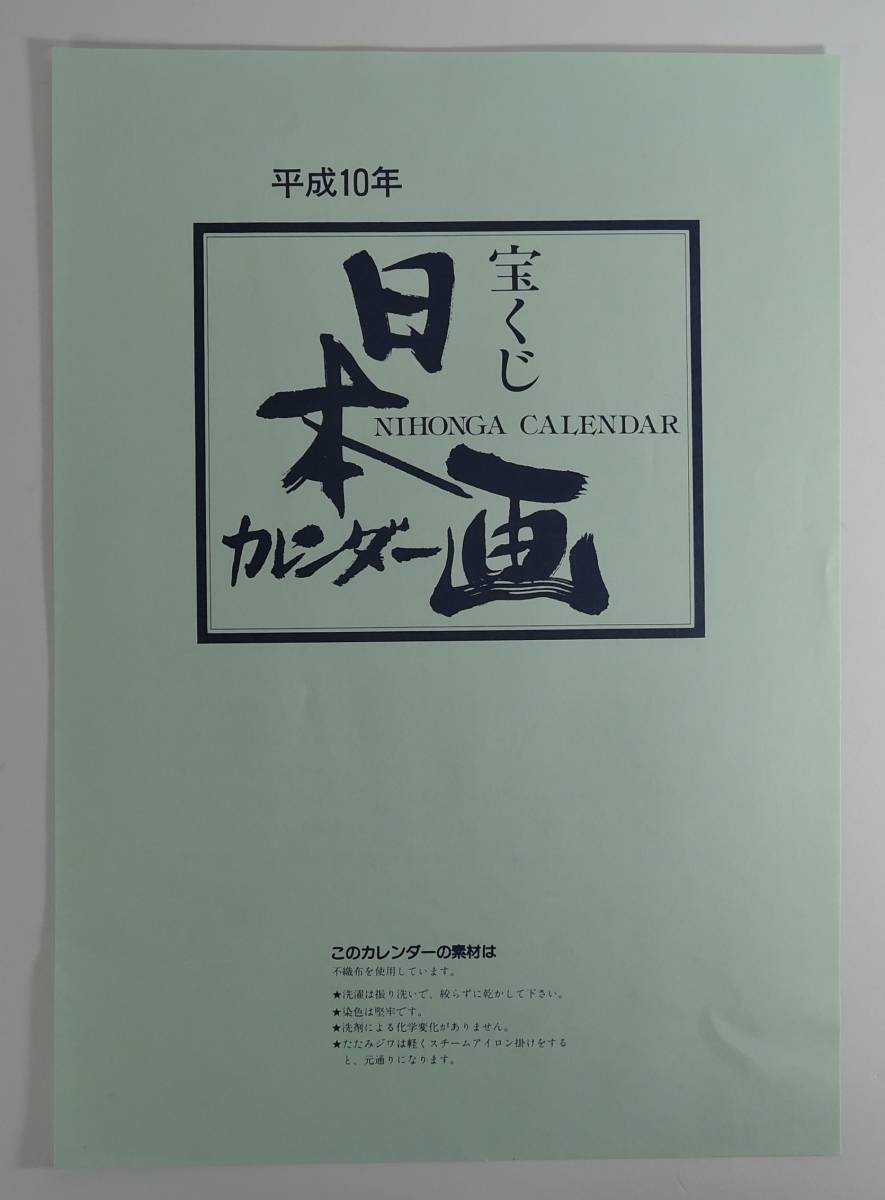 平成10年
宝くじ
日本画
NIHONGA CALENDAR
カレンダー
このカレンダーの素材は
不織布を使用しています。
★洗濯は振り洗いで、絞らずに乾かして下さい。
★染色は堅牢です。
★洗剤による化学変化がありません。
★たたみジワは軽くスチームアイロン掛けをする
と、元通りになります。